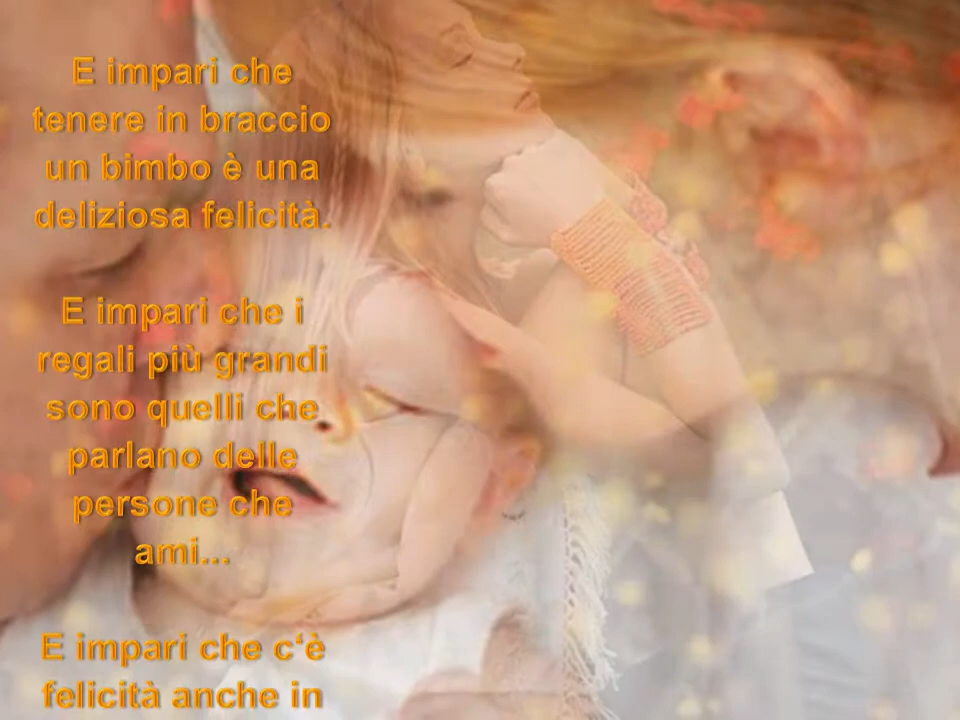 E impari che
tenere in braccio
un bimbo è una
deliziosa felicità.
E impari che i
regali più grandi
sono quelli che
parlano delle
persone che
ami...
E impari che c‘è
felicità anche in